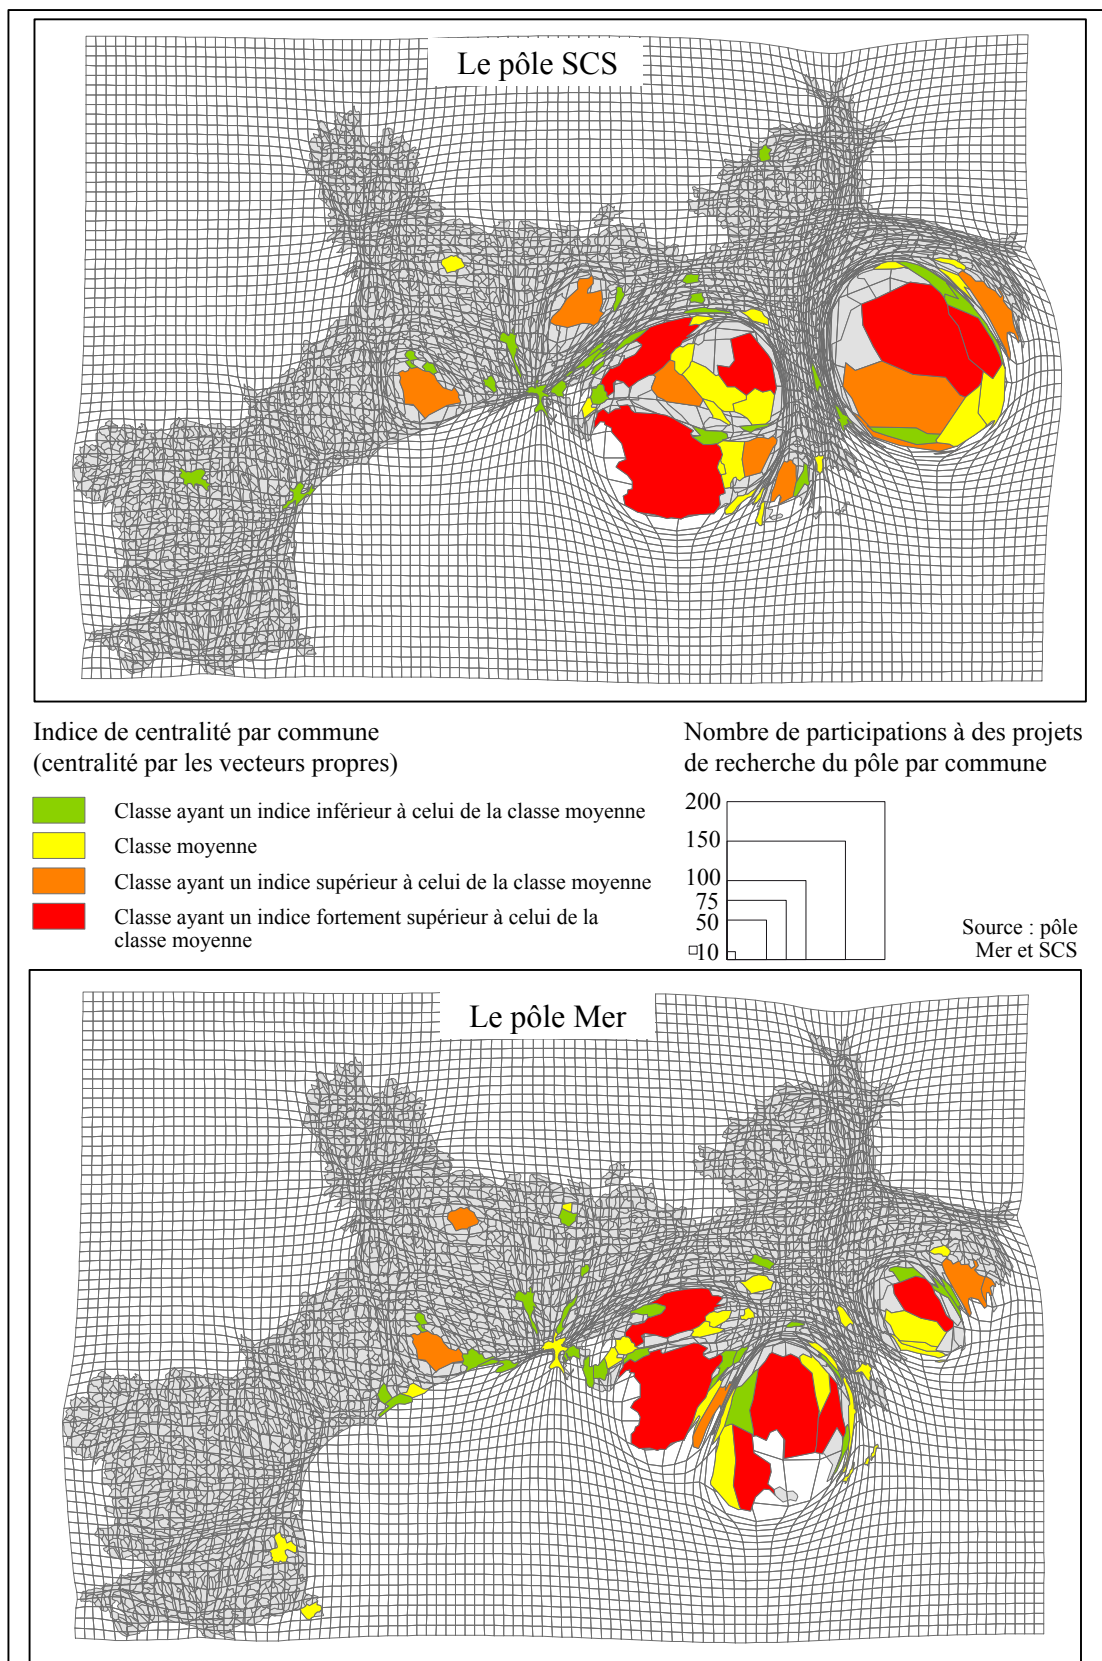 Le pôle SCS
Indice de centralité par commune
(centralité par les vecteurs propres)
Classe ayant un indice inférieur à celui de la classe moyenne
Classe moyenne
Classe ayant un indice supérieur à celui de la classe moyenne
Classe ayant un indice fortement supérieur à celui de la
classe moyenne
Nombre de participations à des projets
de recherche du pôle par commune
200
150
100
75
50
10
Source : pôle
Mer et SCS
Le pôle Mer